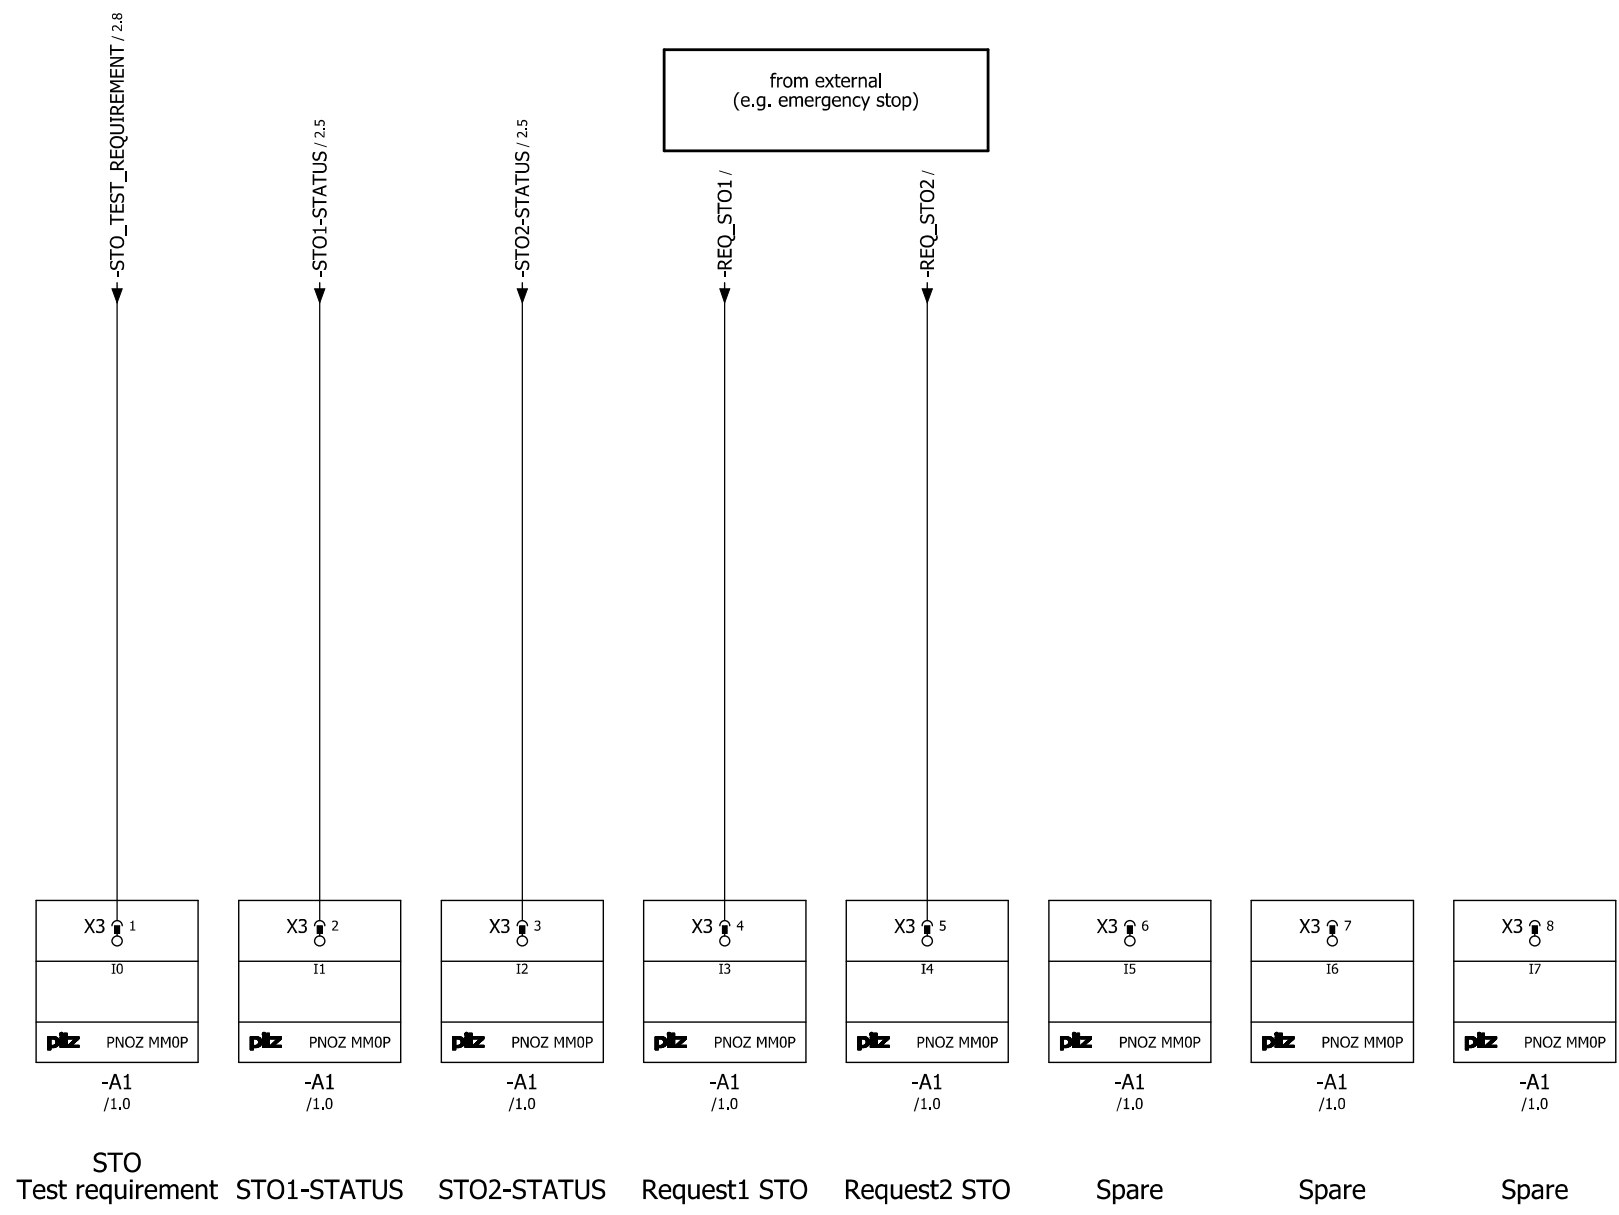 -STO_TEST_REQUIREMENT / 2.8
-STO1-STATUS / 2.5
-STO2-STATUS / 2.5
from external
(e.g. emergency stop)
-REQ_STO1 /
-REQ_STO2 /
X3 1
I0
pilz PNOZ MM0P
-A1
/1.0
STO
Test requirement
X3 2
I1
pilz PNOZ MM0P
-A1
/1.0
STO1-STATUS
X3 3
I2
pilz PNOZ MM0P
-A1
/1.0
STO2-STATUS
X3 4
I3
pilz PNOZ MM0P
-A1
/1.0
Request1 STO
X3 5
I4
pilz PNOZ MM0P
-A1
/1.0
Request2 STO
X3 6
I5
pilz PNOZ MM0P
-A1
/1.0
Spare
X3 7
I6
pilz PNOZ MM0P
-A1
/1.0
Spare
X3 8
I7
pilz PNOZ MM0P
-A1
/1.0
Spare